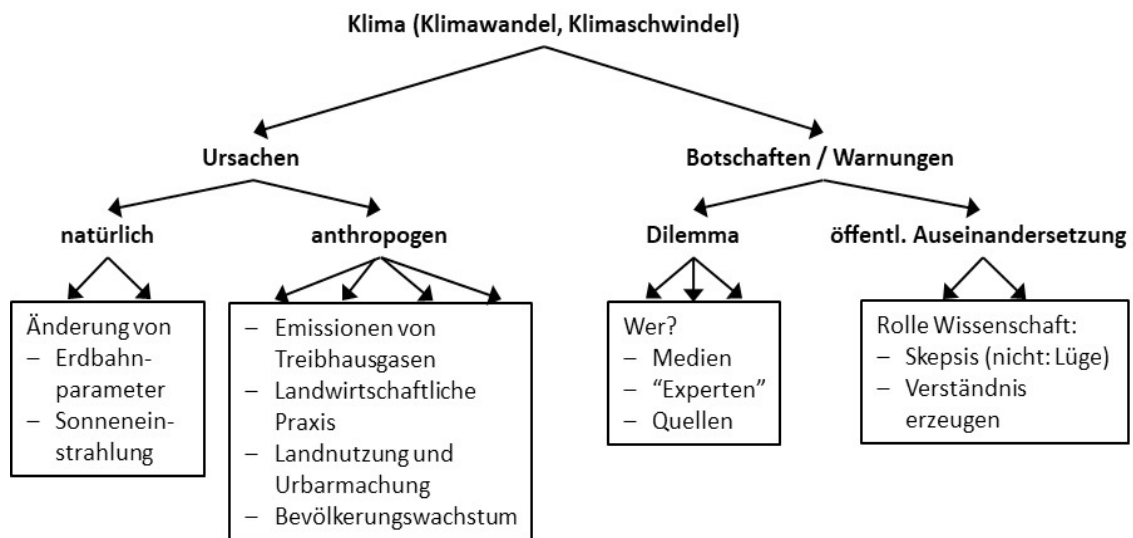 Klima (Klimawandel, Klimaschwindel)
Ursachen
Botschaften / Warnungen
natürlich
anthropogen
Dilemma
öffentl. Auseinandersetzung
Änderung von
– Erdbahn-
parameter
– Sonnenein-
strahlung
– Emissionen von
Treibhausgasen
– Landwirtschaftliche
Praxis
– Landnutzung und
Urbarmachung
– Bevölkerungswachstum
Wer?
– Medien
– “Experten”
– Quellen
Rolle Wissenschaft:
– Skepsis (nicht: Lüge)
– Verständnis
erzeugen